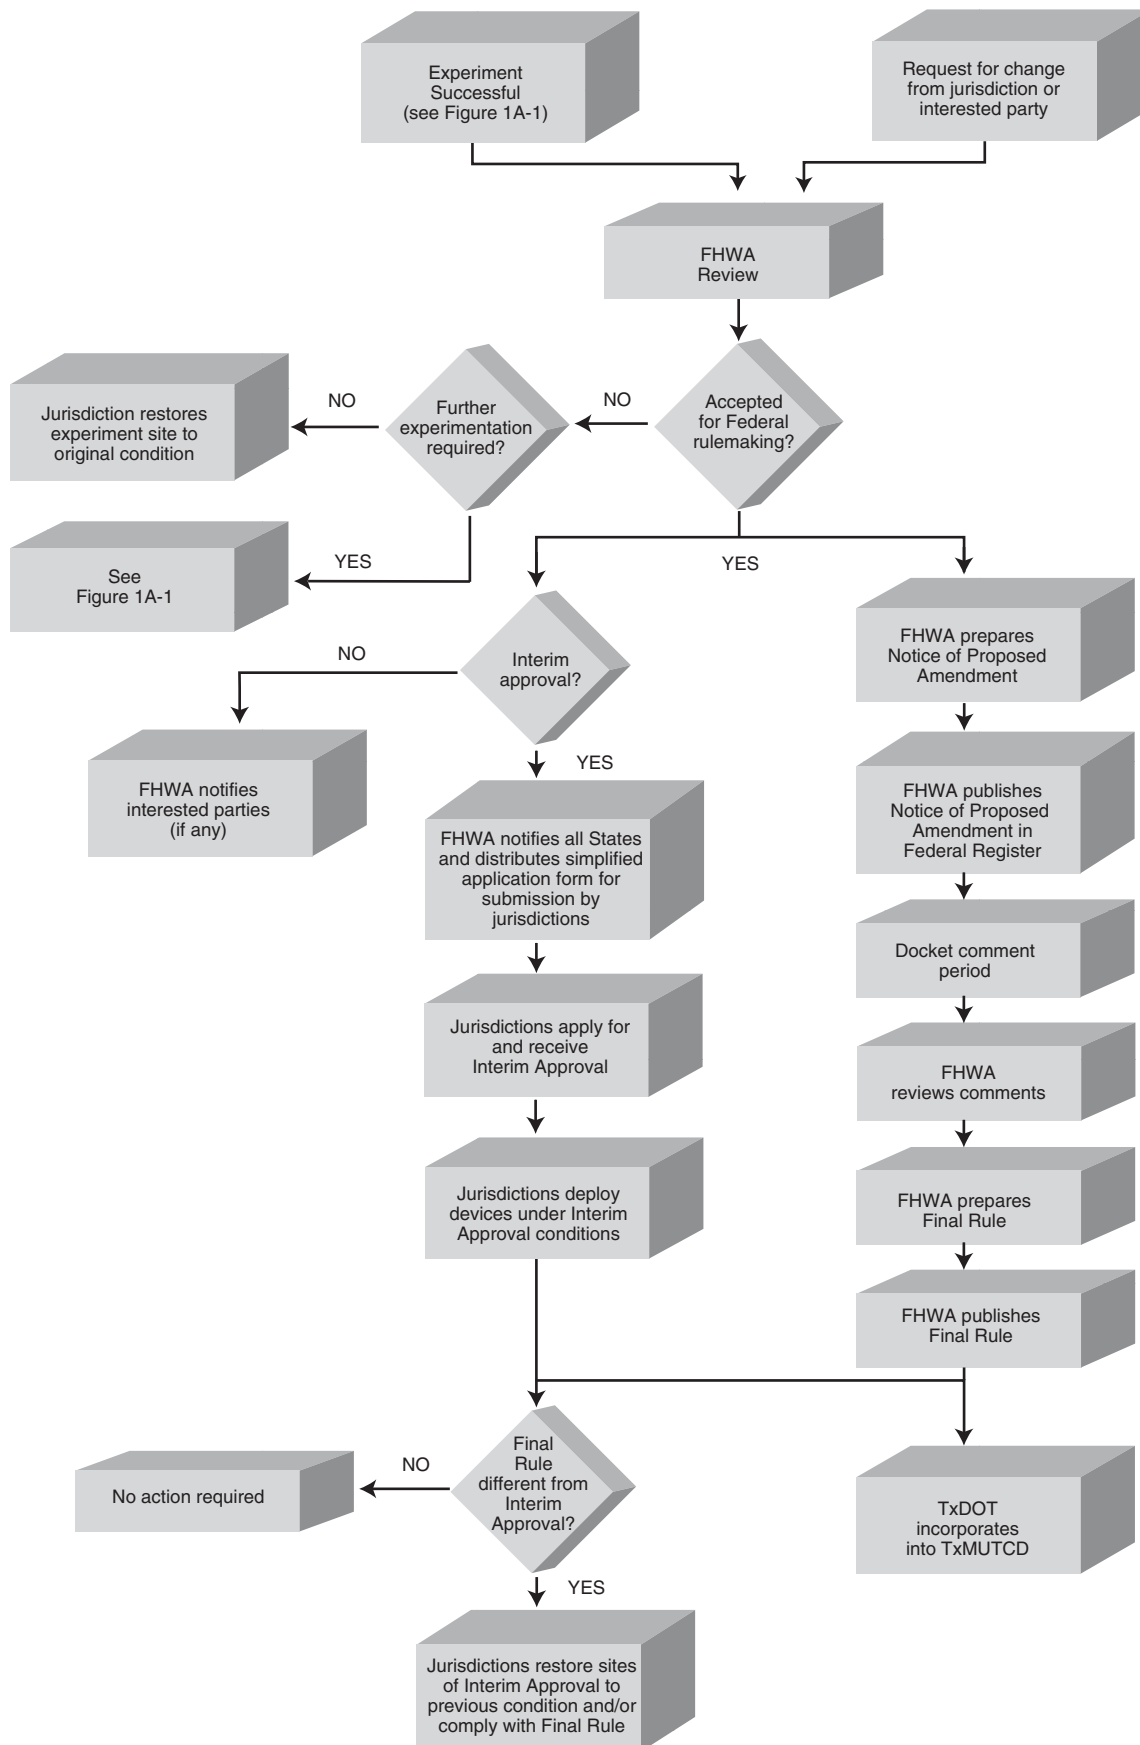 Experiment
Successful
(see Figure 1A-1)
Request for change
from jurisdiction or
interested party
FHWA
Review
Accepted
for Federal
rulemaking?
NO
Further
experimentation
required?
NO
Jurisdiction restores
experiment site to
original condition
YES
See
Figure 1A-1
YES
Interim
approval?
NO
FHWA notifies
interested parties
(if any)
YES
FHWA notifies all States
and distributes simplified
application form for
submission by
jurisdictions
Jurisdictions apply for
and receive
Interim Approval
Jurisdictions deploy
devices under Interim
Approval conditions
FHWA prepares
Notice of Proposed
Amendment
FHWA publishes
Notice of Proposed
Amendment in
Federal Register
Docket comment
period
FHWA
reviews comments
FHWA prepares
Final Rule
FHWA publishes
Final Rule
Final
Rule
different from
Interim
Approval?
NO
No action required
TxDOT
incorporates
into TxMUTCD
YES
Jurisdictions restore sites
of Interim Approval to
previous condition and/or
comply with Final Rule